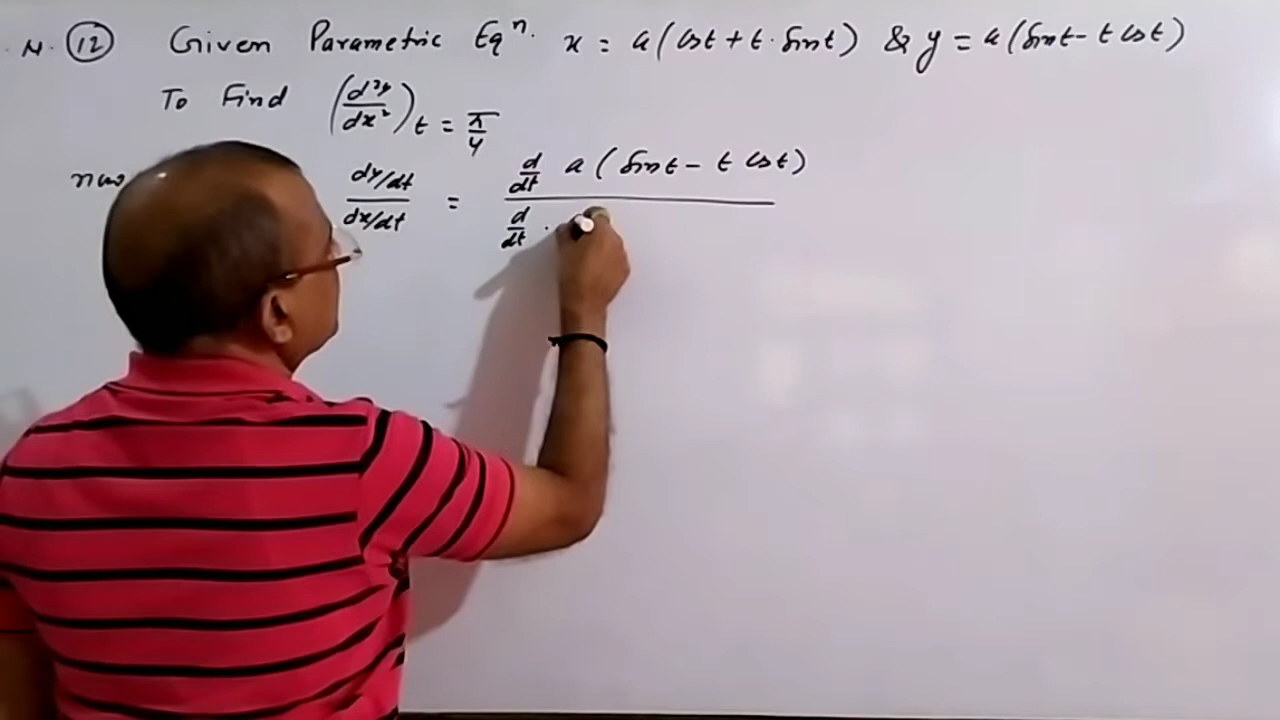 N. (12) Given Parametric Eqⁿ. x = a(cost + t·sint) & y = a(sint - t cost)
To Find (d²y/dx²) t = π/4
now (dy/dt)/(dx/dt) = d/dt a(sint - t cost)
d/dt ·